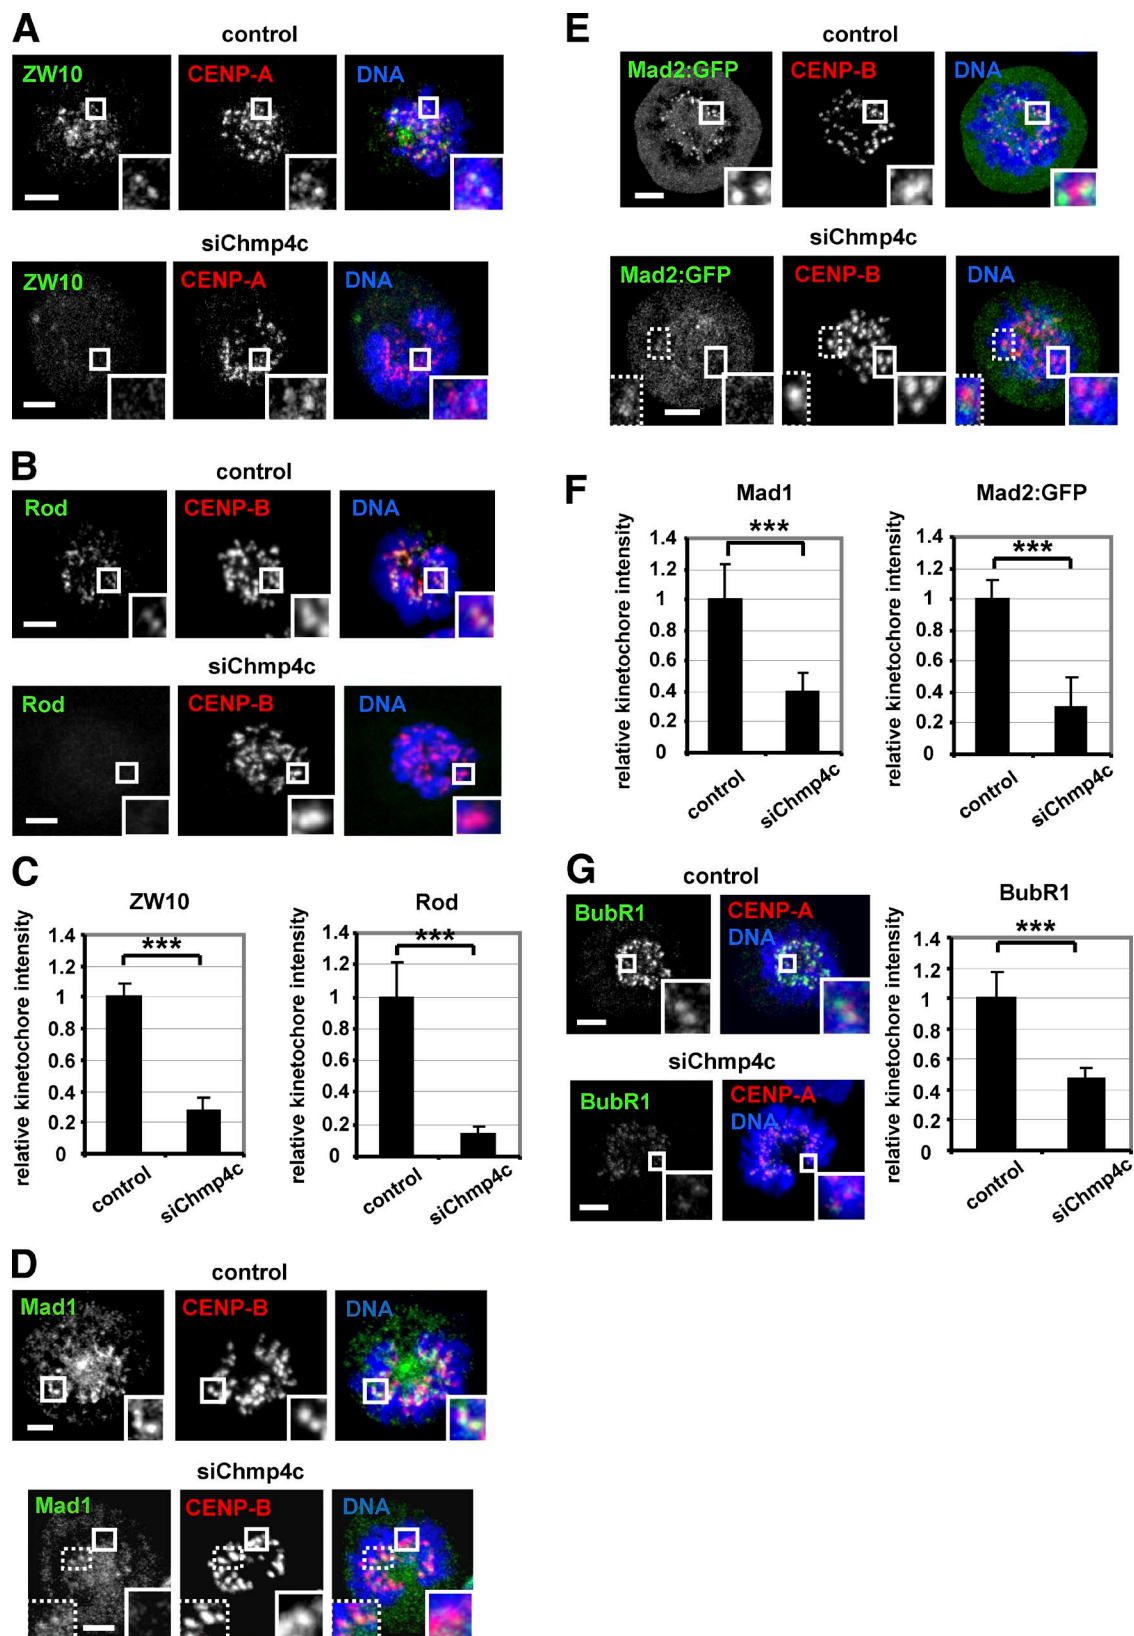 A
control
ZW10 CENP-A DNA
siChmp4c
ZW10 CENP-A DNA
B
control
Rod CENP-B DNA
siChmp4c
Rod CENP-B DNA
C
ZW10
relative kinetochore intensity
1.4
1.2
1
0.8
0.6
0.4
0.2
0
***
control
siChmp4c
Rod
relative kinetochore intensity
1.4
1.2
1
0.8
0.6
0.4
0.2
0
***
control
siChmp4c
D
control
Mad1 CENP-B DNA
siChmp4c
Mad1 CENP-B DNA
E
control
Mad2:GFP CENP-B DNA
siChmp4c
Mad2:GFP CENP-B DNA
F
Mad1
relative kinetochore intensity
1.4
1.2
1
0.8
0.6
0.4
0.2
0
***
control
siChmp4c
Mad2:GFP
relative kinetochore intensity
1.4
1.2
1
0.8
0.6
0.4
0.2
0
***
control
siChmp4c
G
control
BubR1 CENP-A
DNA
siChmp4c
BubR1 CENP-A
DNA
BubR1
relative kinetochore intensity
1.4
1.2
1
0.8
0.6
0.4
0.2
0
***
control
siChmp4c